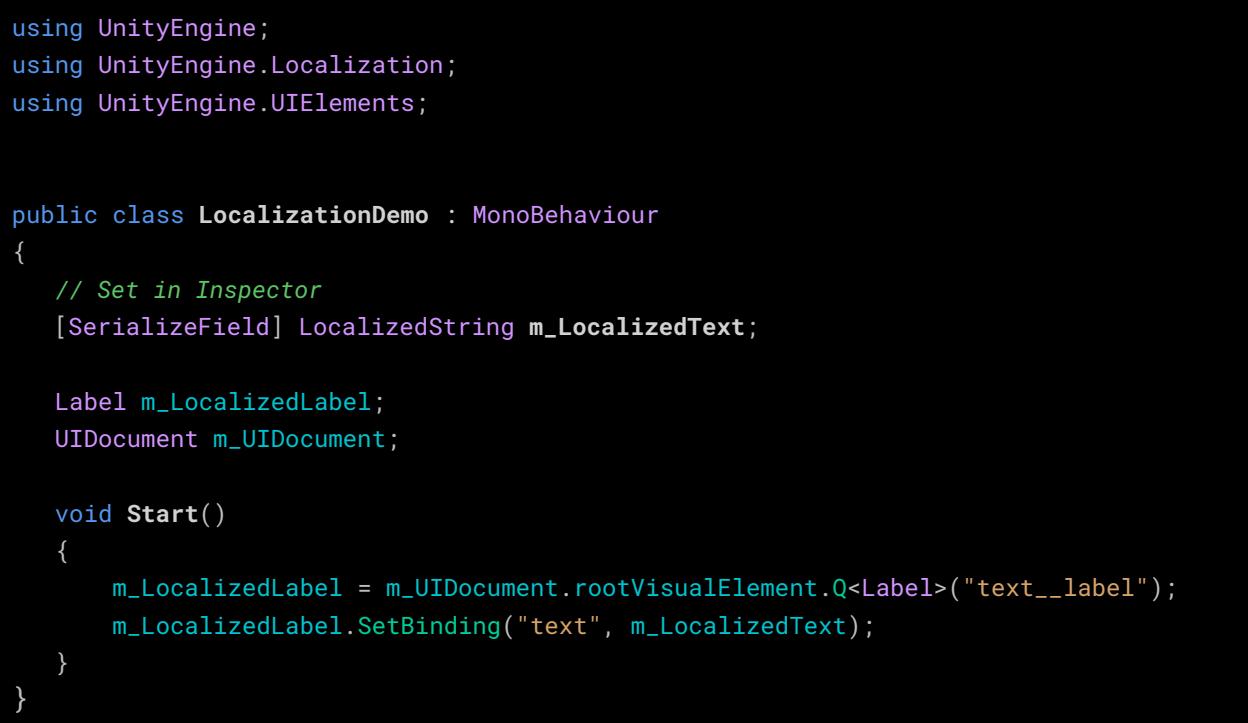 using UnityEngine;
using UnityEngine.Localization;
using UnityEngine.UIElements;
public class LocalizationDemo : MonoBehaviour
{
// Set in Inspector
[SerializeField] LocalizedString m_LocalizedText;
Label m_LocalizedLabel;
UIDocument m_UIDocument;
void Start()
{
m_LocalizedLabel = m_UIDocument.rootVisualElement.Q<Label>("text__label");
m_LocalizedLabel.SetBinding("text", m_LocalizedText);
}
}